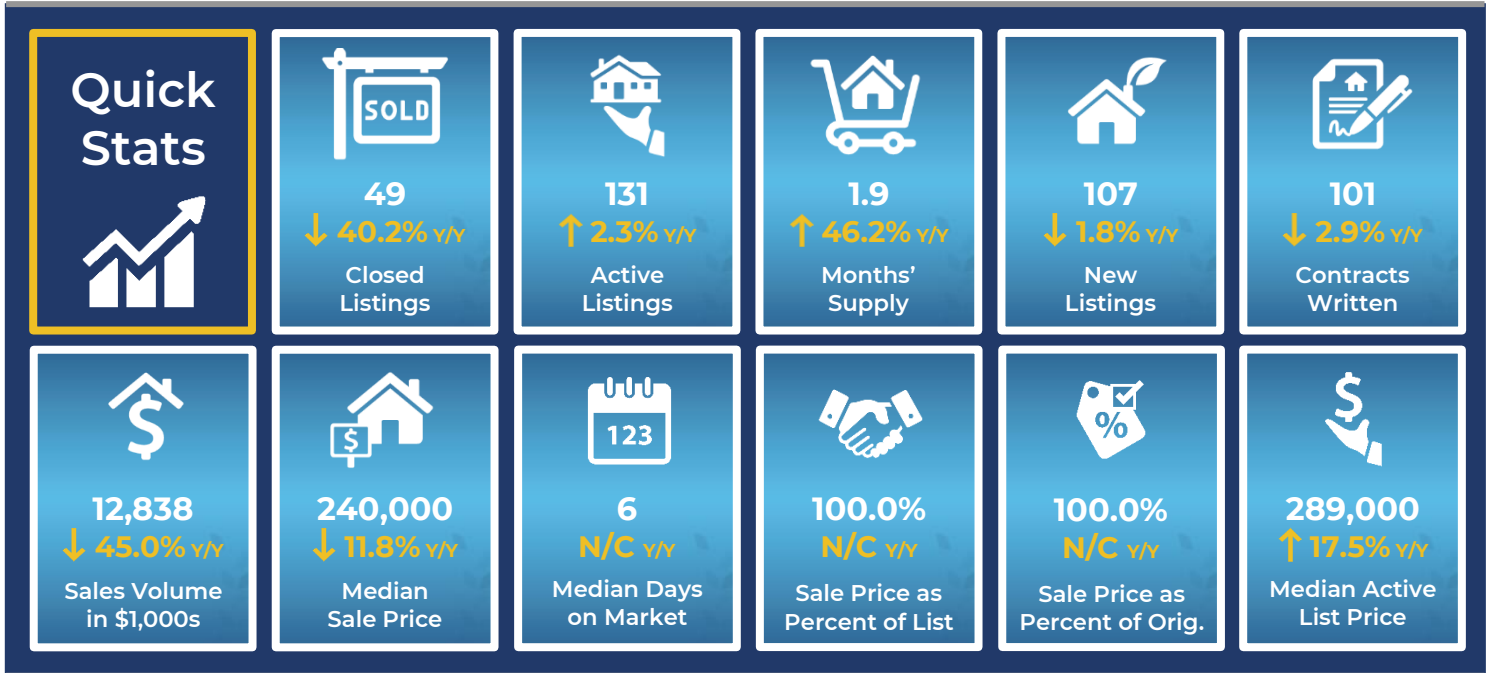 Quick
Stats
SOLD
49
↓ 40.2% Y/Y
Closed
Listings
131
↑ 2.3% Y/Y
Active
Listings
1.9
↑ 46.2% Y/Y
Months’
Supply
107
↓ 1.8% Y/Y
New
Listings
101
↓ 2.9% Y/Y
Contracts
Written
$
12,838
↓ 45.0% Y/Y
Sales Volume
in $1,000s
$
240,000
↓ 11.8% Y/Y
Median
Sale Price
123
6
N/C Y/Y
Median Days
on Market
100.0%
N/C Y/Y
Sale Price as
Percent of List
%
100.0%
N/C Y/Y
Sale Price as
Percent of Orig.
$
289,000
↑ 17.5% Y/Y
Median Active
List Price